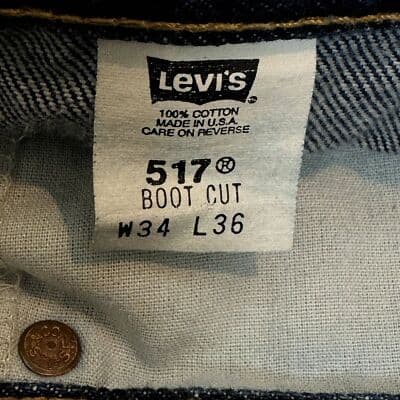 Levi's
100% COTTON
MADE IN U.S.A.
CARE ON REVERSE
517®
BOOT CUT
W34 L36